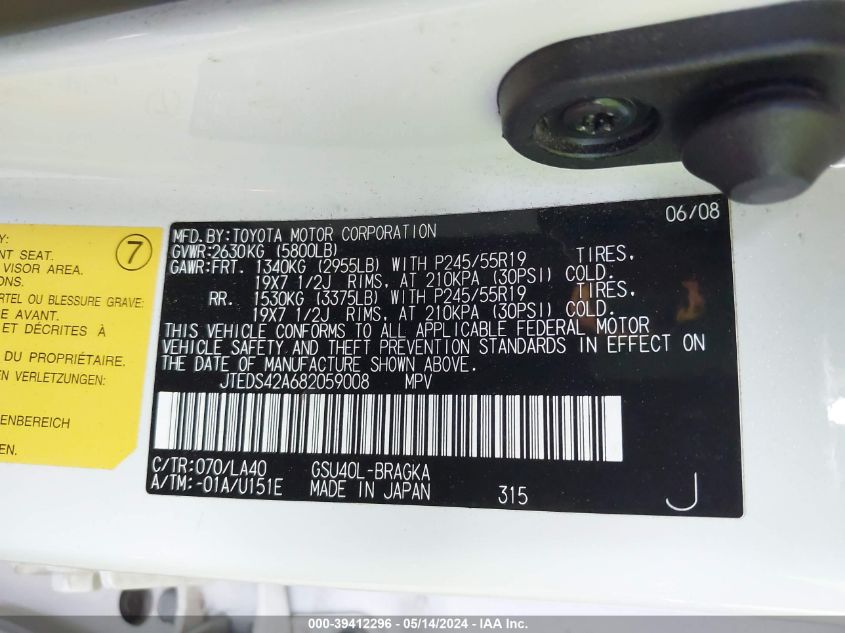 Y:
NT SEAT.
VISOR AREA.
ONS.
RTEL OU BLESSURE GRAVE:
E AVANT.
ET DÉCRITES À
DU PROPRIÉTAIRE.
EN VERLETZUNG.
ENBEREICH
7
06/08
MFD. BY: TOYOTA MOTOR CORPORATION
GVWR: 2630KG (5800LB)
GAWR: FRT. 1340KG (2955LB) WITH P245/55R19 TIRES,
19X7 1/2J RIMS, AT 210KPA (30PSI) COLD.
RR. 1530KG (3375LB) WITH P245/55R19 TIRES,
19X7 1/2J RIMS, AT 210KPA (30PSI) COLD.
THIS VEHICLE CONFORMS TO ALL APPLICABLE FEDERAL MOTOR
VEHICLE SAFETY AND THEFT PREVENTION STANDARDS IN EFFECT ON
THE DATE OF MANUFACTURE SHOWN ABOVE.
JTEDS42A682059008 MPV
C/TR: 070/LA40 GSU40L-BRAGKA
A/TM: -01A/U151E MADE IN JAPAN 315 J
000-39412296 - 05/14/2024 - IAA Inc.